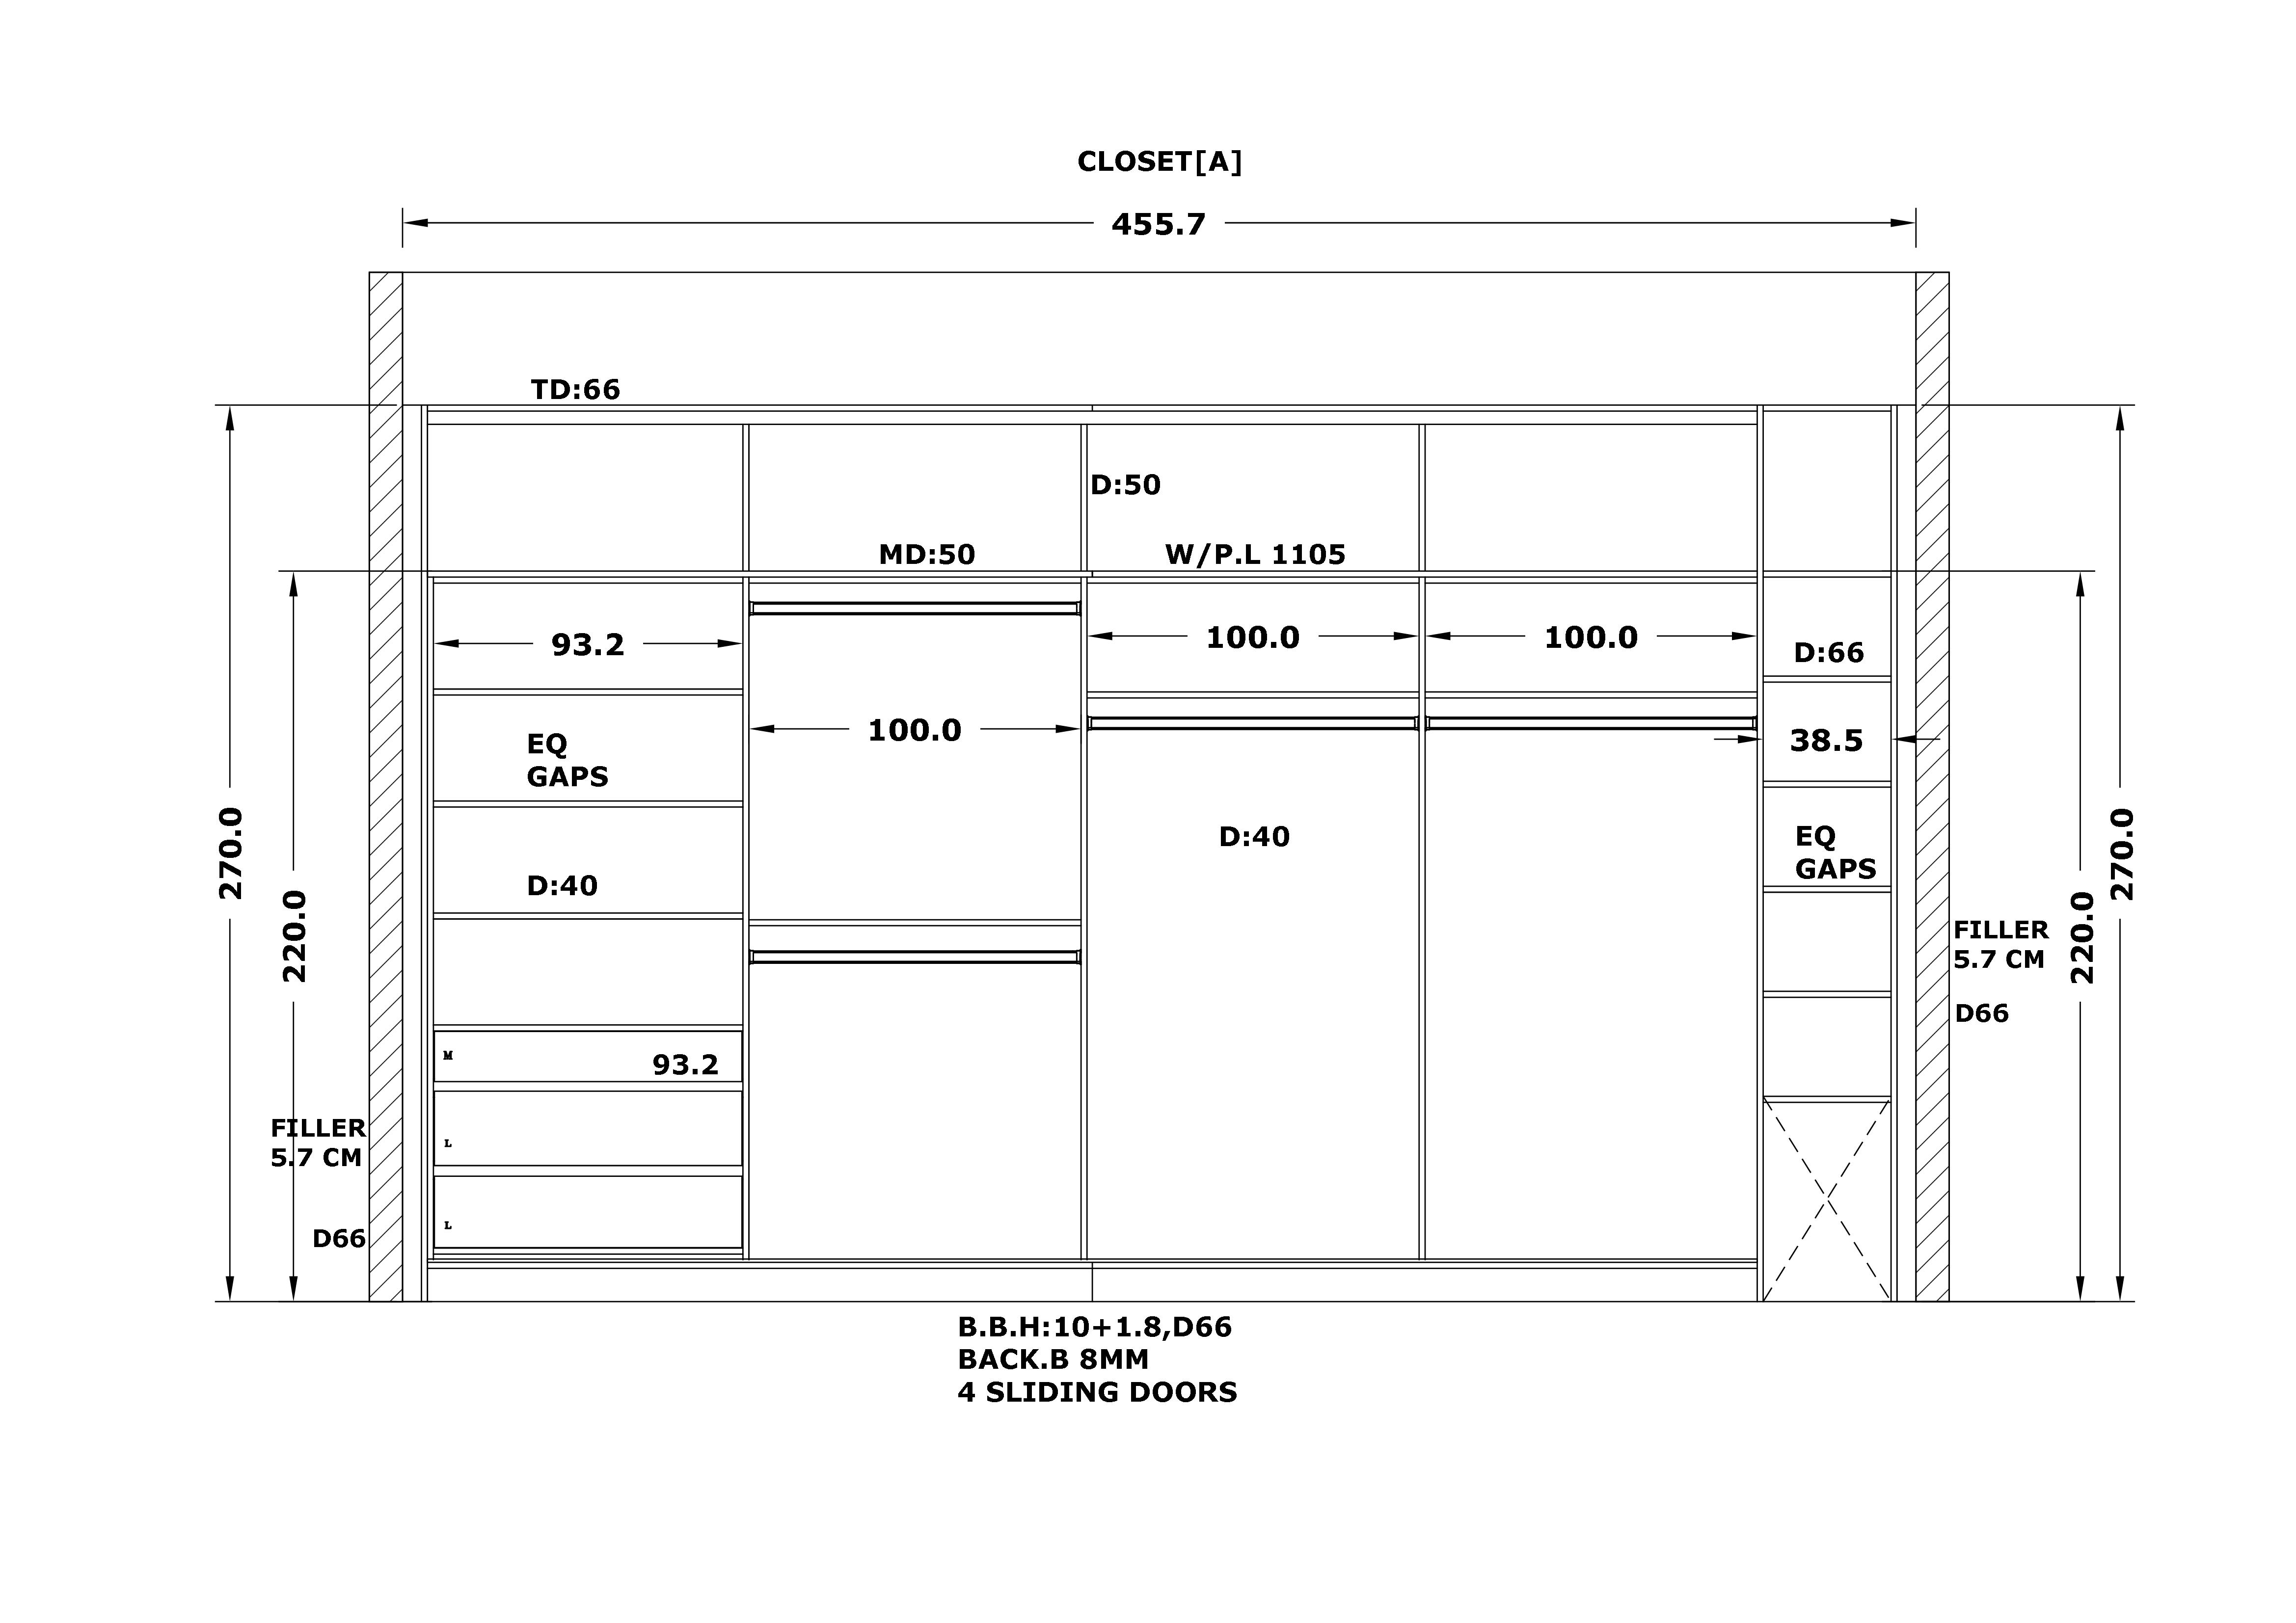 CLOSET[A]
455.7
TD:66
D:50
MD:50
W/P.L 1105
93.2
100.0
100.0
D:66
100.0
38.5
EQ
GAPS
EQ
GAPS
D:40
D:40
270.0
220.0
270.0
220.0
FILLER
5.7 CM
D66
M
93.2
L
L
FILLER
5.7 CM
D66
B.B.H:10+1.8,D66
BACK.B 8MM
4 SLIDING DOORS